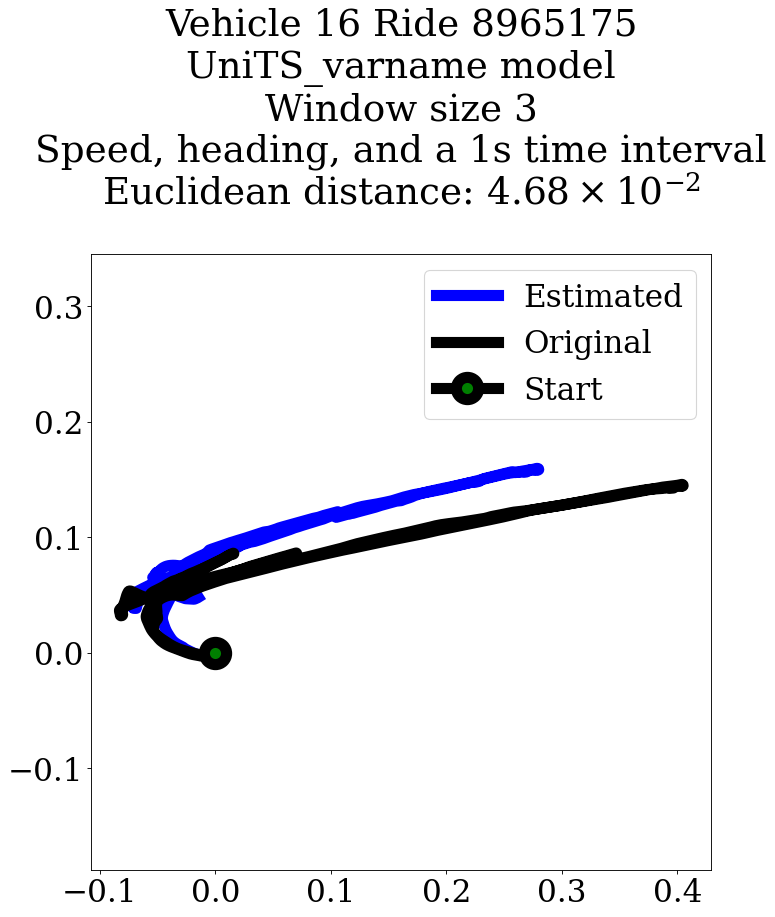 Vehicle 16 Ride 8965175
UniTS_varname model
Window size 3
Speed, heading, and a 1s time interval
Euclidean distance: 4.68 × 10⁻²
Estimated
Original
Start
0.3
0.2
0.1
0.0
−0.1
−0.1 0.0 0.1 0.2 0.3 0.4